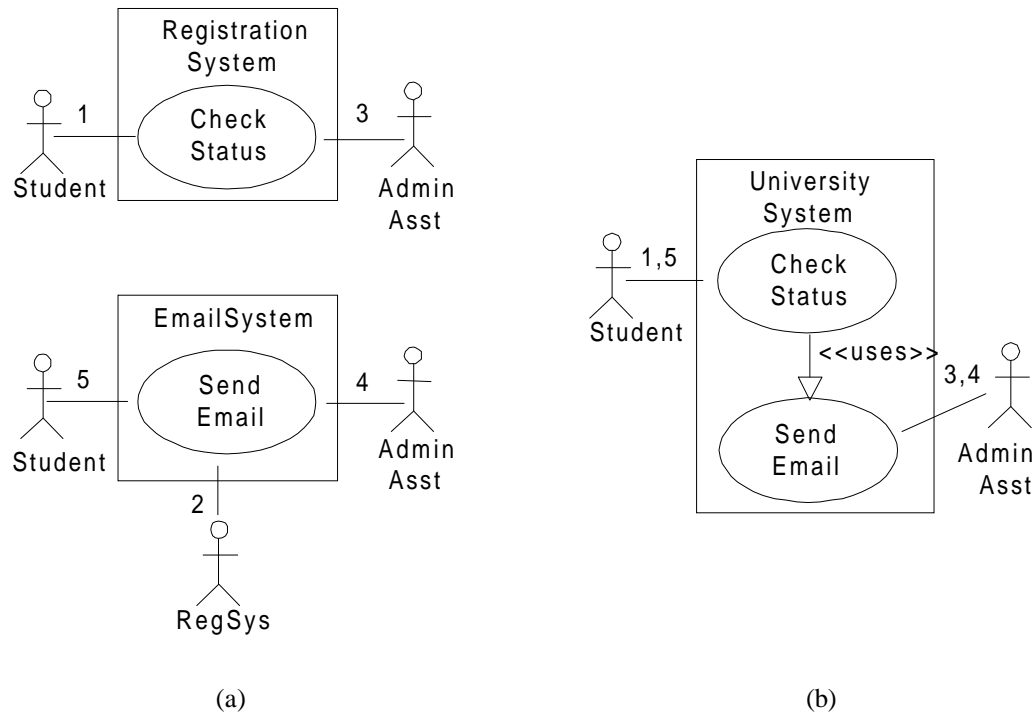 Registration
System
1
Check
Status
3
Student
Admin
Asst
EmailSystem
5
Send
Email
4
Student
Admin
Asst
2
RegSys
(a)
University
System
1,5
Check
Status
Student
<<uses>>
3,4
Send
Email
Admin
Asst
(b)